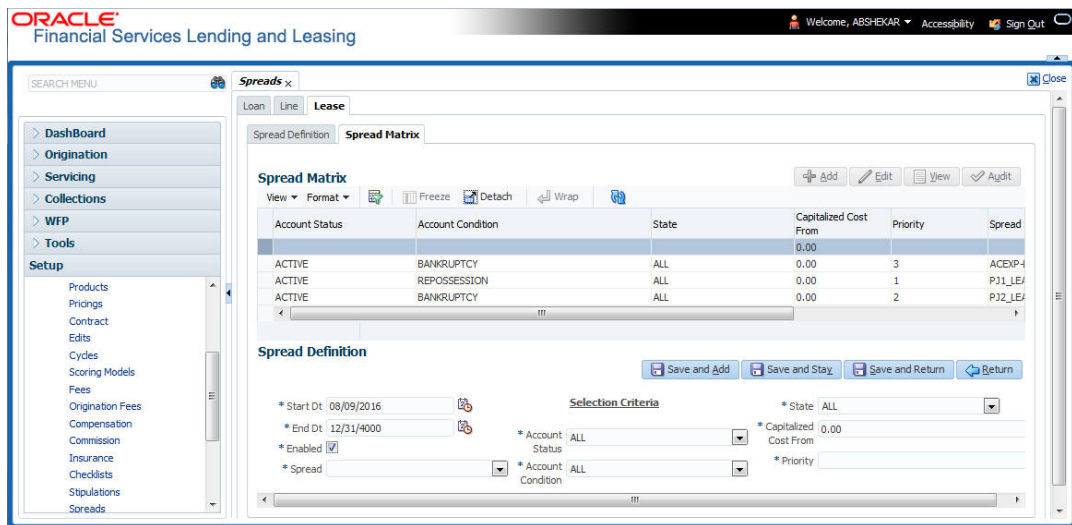 ORACLE'
Financial Services Lending and Leasing
Welcome, ABSHEKAR
Accessibility
Sign Out
SEARCH MENU
Spreads x
Close
Loan Line Lease
DashBoard
Origination
Servicing
Collections
WFP
Tools
Setup
Products
Pricings
Contract
Edits
Cycles
Scoring Models
Fees
Origination Fees
Compensation
Commission
Insurance
Checklists
Stipulations
Spreads
Spread Definition Spread Matrix
Spread Matrix
Add Edit View Audit
View Format Freeze Detach Wrap
Account Status Account Condition State Capitalized Cost From Priority Spread
0.00
ACTIVE BANKRUPTCY ALL 0.00 3
ACTIVE REPOSSESSION ALL 0.00 1 PJ1_LEA
ACTIVE BANKRUPTCY ALL 0.00 2 PJ2_LEA
Spread Definition
Save and Add Save and Stay Save and Return Return
* Start Dt 08/09/2016
* End Dt 12/31/4000
* Enabled
* Spread
Selection Criteria
* Account Status ALL
* Account Condition ALL
* State ALL
* Capitalized Cost From 0.00
* Priority